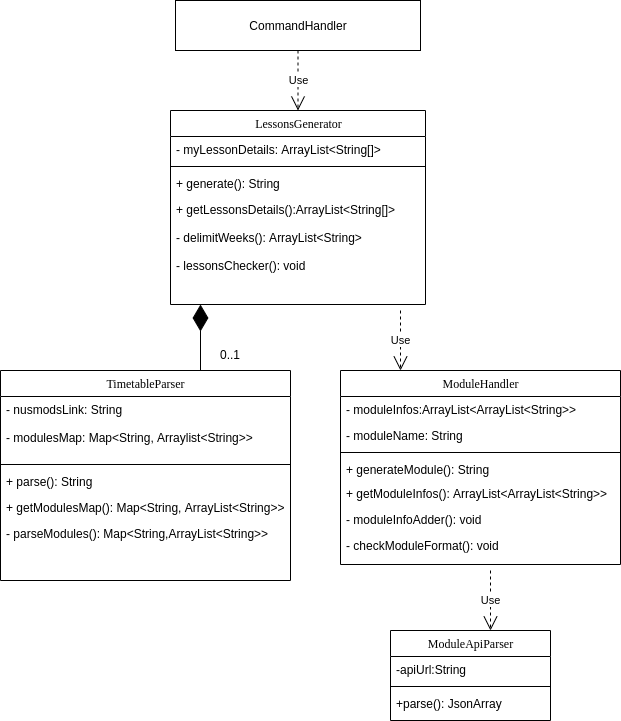 CommandHandler
Use
LessonsGenerator
- myLessonDetails: ArrayList<String[]>
+ generate(): String
+ getLessonsDetails():ArrayList<String[]>
- delimitWeeks(): ArrayList<String>
- lessonsChecker(): void
Use
0..1
TimetableParser
- nusmodsLink: String
- modulesMap: Map<String, Arraylist<String>>
+ parse(): String
+ getModulesMap(): Map<String, ArrayList<String>>
- parseModules(): Map<String,ArrayList<String>>
ModuleHandler
- moduleInfos:ArrayList<ArrayList<String>>
- moduleName: String
+ generateModule(): String
+ getModuleInfos(): ArrayList<ArrayList<String>>
- moduleInfoAdder(): void
- checkModuleFormat(): void
Use
ModuleApiParser
-apiUrl:String
+parse(): JsonArray